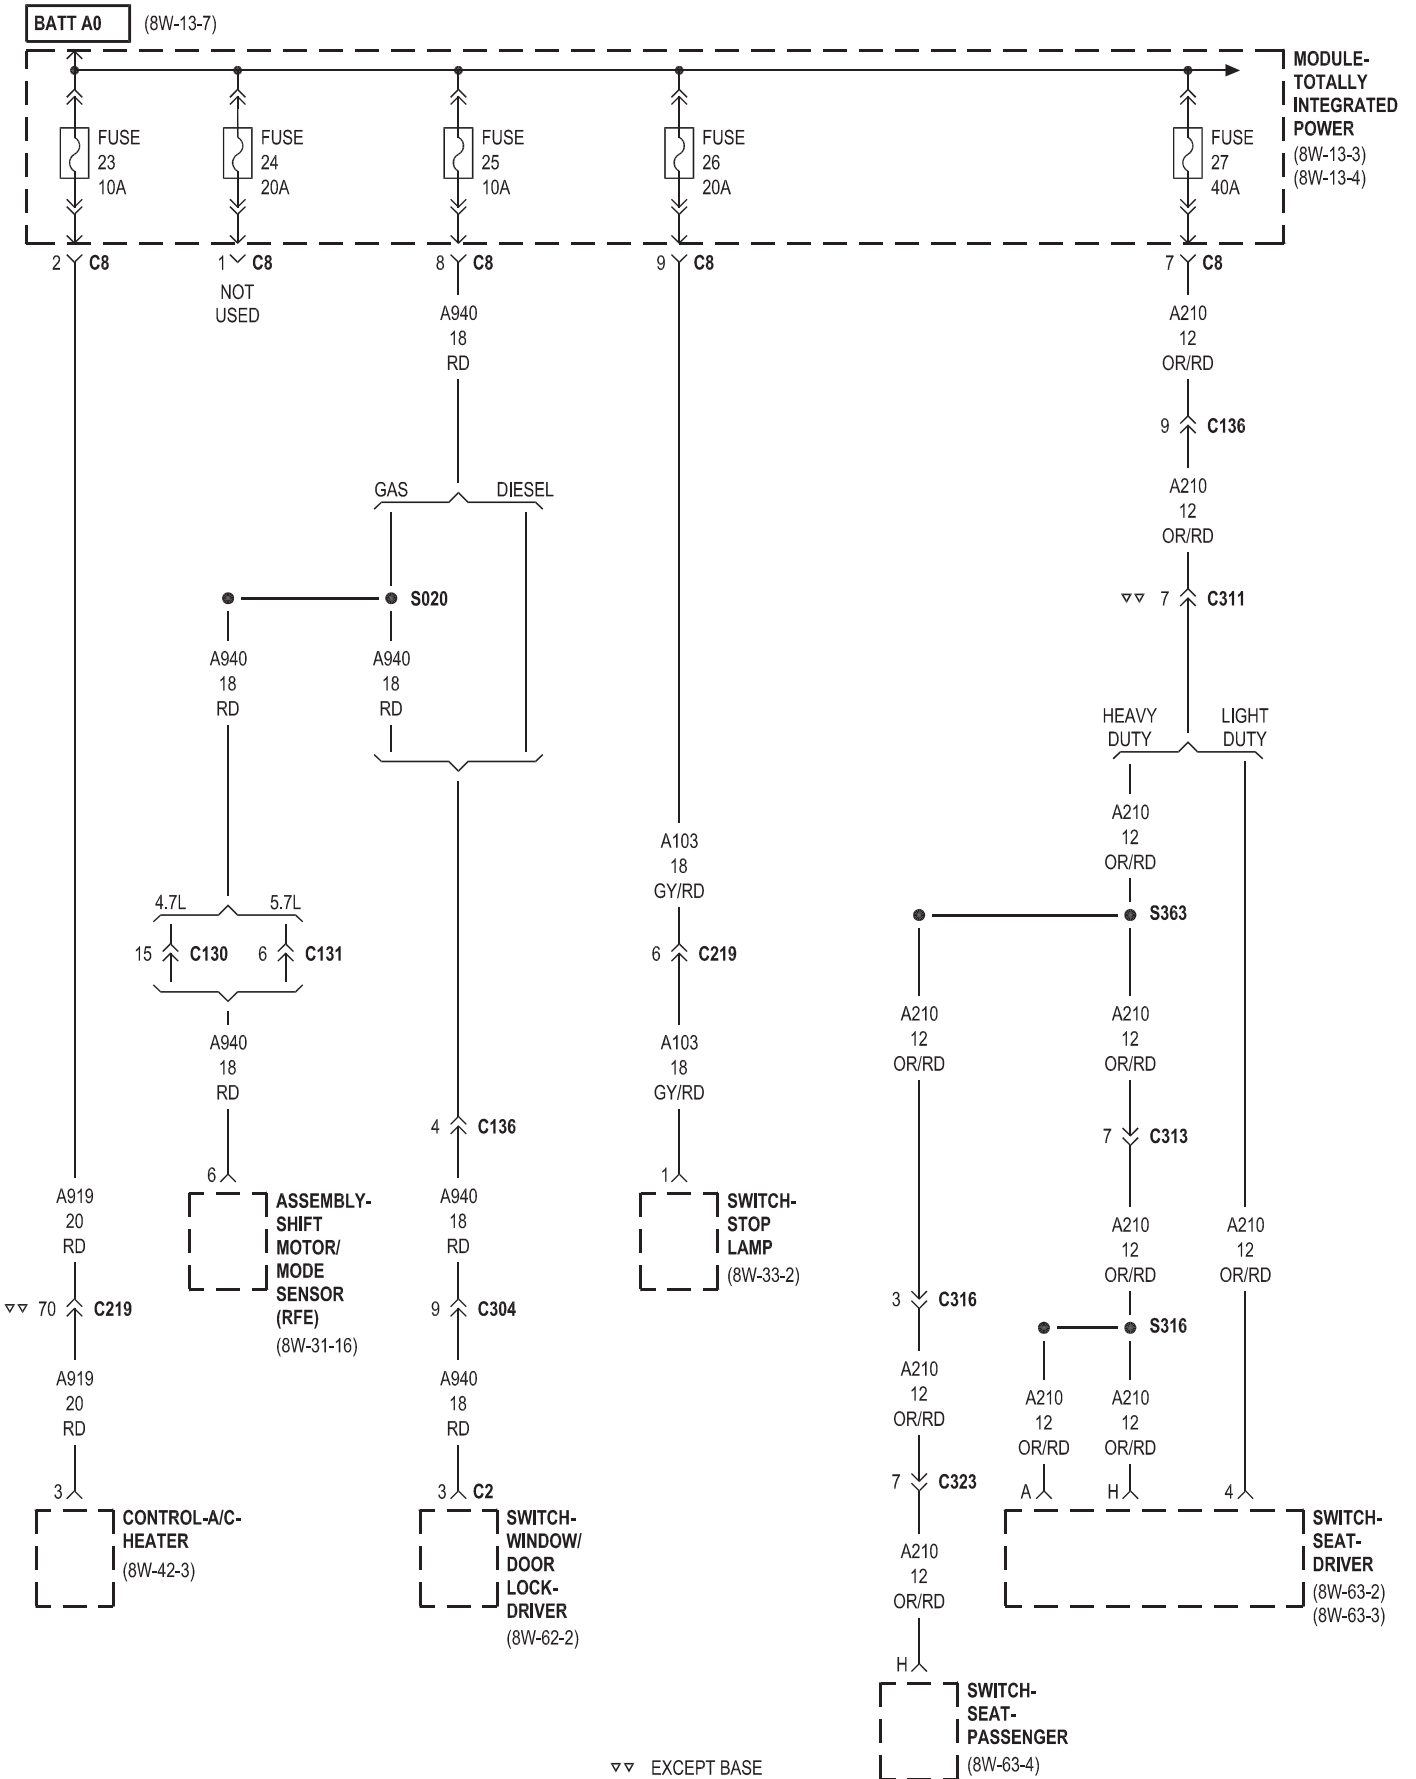 BATT A0 (8W-13-7)
MODULE-
TOTALLY
INTEGRATED
POWER
(8W-13-3)
(8W-13-4)
FUSE
23
10A
FUSE
24
20A
FUSE
25
10A
FUSE
26
20A
FUSE
27
40A
2 C8
1 C8
8 C8
9 C8
7 C8
NOT
USED
A940
18
RD
A210
12
OR/RD
9 C136
GAS DIESEL
A210
12
OR/RD
S020
▽▽ 7 C311
A940
18
RD
A940
18
RD
HEAVY
DUTY
LIGHT
DUTY
A210
12
OR/RD
A103
18
GY/RD
4.7L 5.7L
S363
15 C130
6 C131
6 C219
A210
12
OR/RD
A210
12
OR/RD
A940
18
RD
A103
18
GY/RD
4 C136
7 C313
6
1
A919
20
RD
ASSEMBLY-
SHIFT
MOTOR/
MODE
SENSOR
(RFE)
(8W-31-16)
A940
18
RD
SWITCH-
STOP
LAMP
(8W-33-2)
A210
12
OR/RD
A210
12
OR/RD
▽▽ 70 C219
9 C304
3 C316
S316
A919
20
RD
A940
18
RD
A210
12
OR/RD
A210
12
OR/RD
A210
12
OR/RD
7 C323
3
3 C2
A
H
4
CONTROL-A/C-
HEATER
(8W-42-3)
SWITCH-
WINDOW/
DOOR
LOCK-
DRIVER
(8W-62-2)
A210
12
OR/RD
SWITCH-
SEAT-
DRIVER
(8W-63-2)
(8W-63-3)
H
SWITCH-
SEAT-
PASSENGER
(8W-63-4)
▽▽ EXCEPT BASE